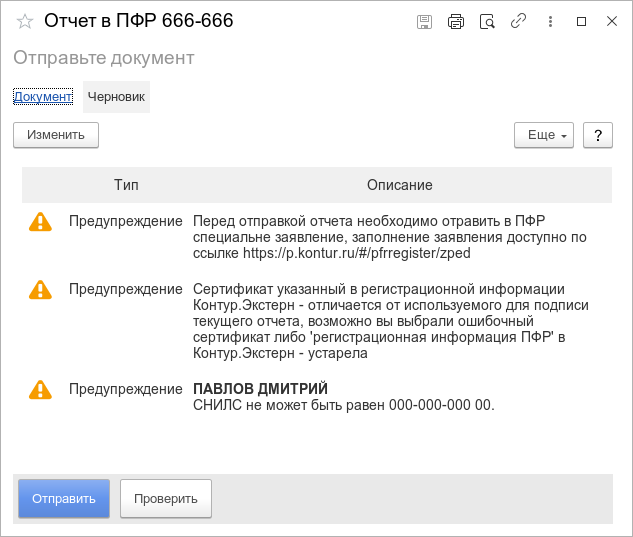 Отчет в ПФР 666-666
Отправьте документ
Документ Черновик
Изменить Еще ?
Тип Описание
Предупреждение Перед отправкой отчета необходимо отравить в ПФР
специальне заявление, заполнение заявления доступно по
ссылке https://p.kontur.ru/#/pfrregister/zped
Предупреждение Сертификат указанный в регистрационной информации
Контур.Экстерн - отличается от используемого для подписи
текущего отчета, возможно вы выбрали ошибочный
сертификат либо 'регистрационная информация ПФР' в
Контур.Экстерн - устарела
Предупреждение ПАВЛОВ ДМИТРИЙ
СНИЛС не может быть равен 000-000-000 00.
Отправить Проверить